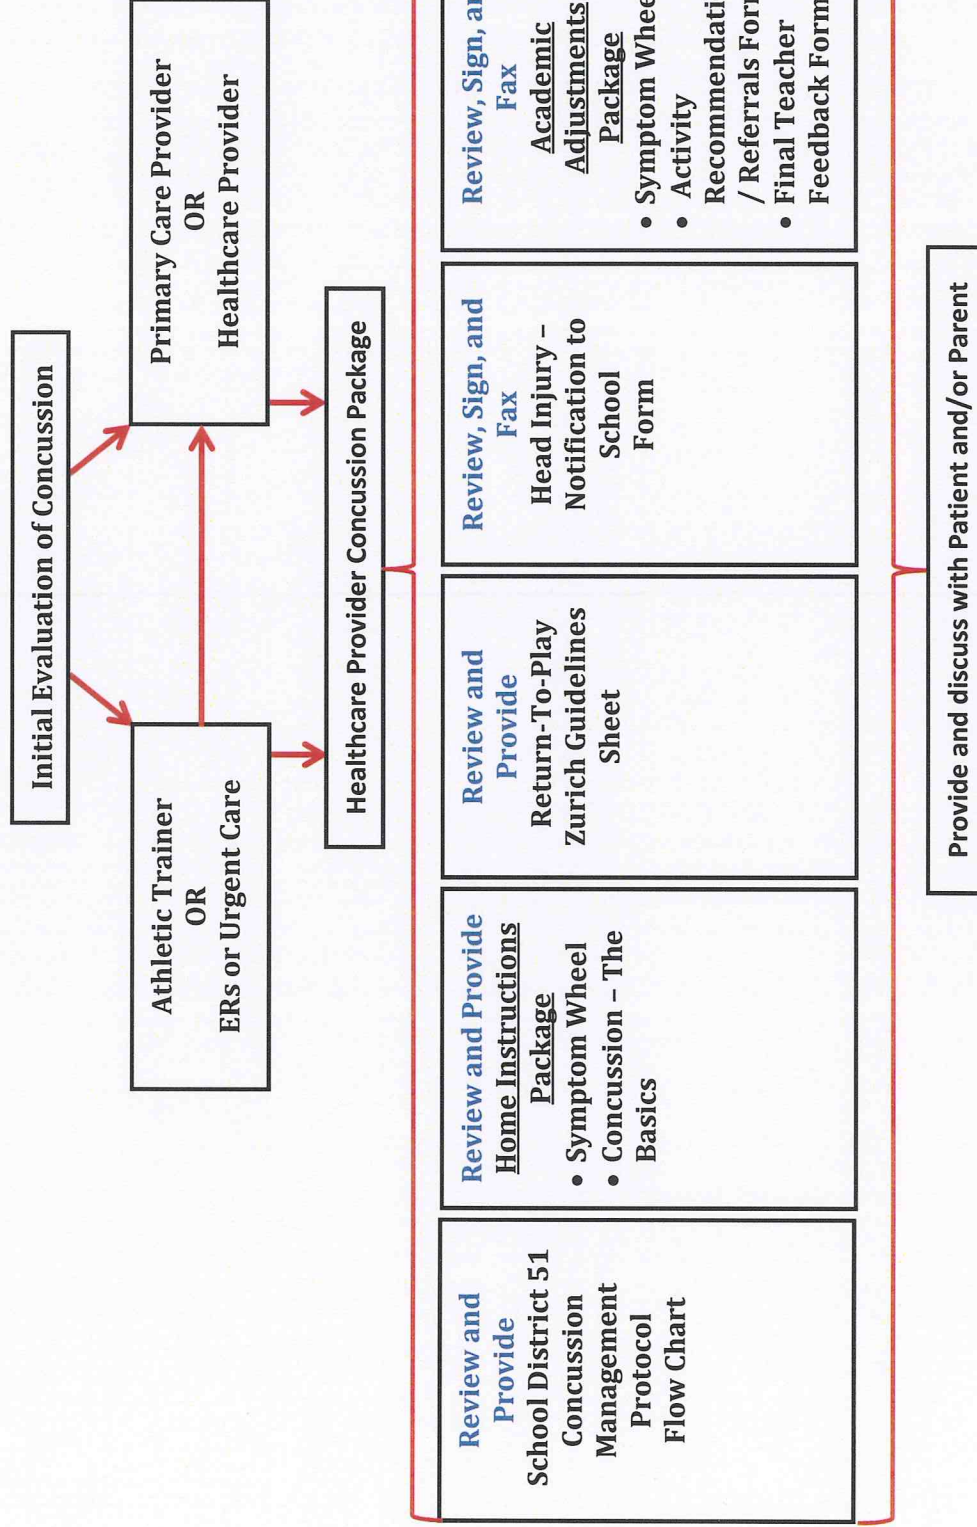 Initial Evaluation of Concussion
Athletic Trainer
OR
ERs or Urgent Care
Primary Care Provider
OR
Healthcare Provider
Healthcare Provider Concussion Package
Review and
Provide
School District 51
Concussion
Management
Protocol
Flow Chart
Review and Provide
Home Instructions
Package
• Symptom Wheel
• Concussion – The
Basics
Review and
Provide
Return-To-Play
Zurich Guidelines
Sheet
Review, Sign, and
Fax
Head Injury –
Notification to
School
Form
Review, Sign, an
Fax
Academic
Adjustments
Package
• Symptom Whee
• Activity
Recommendati
/ Referrals For
• Final Teacher
Feedback Form
Provide and discuss with Patient and/or Parent